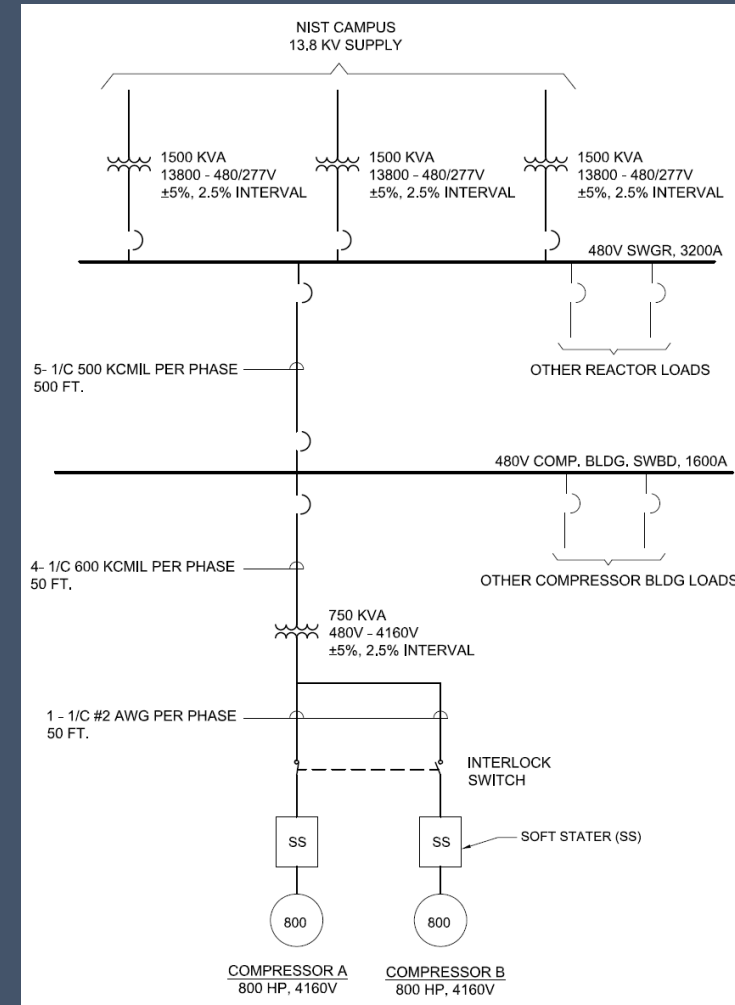 NIST CAMPUS
13.8 KV SUPPLY
1500 KVA
13800 - 480/277V
±5%, 2.5% INTERVAL
1500 KVA
13800 - 480/277V
±5%, 2.5% INTERVAL
1500 KVA
13800 - 480/277V
±5%, 2.5% INTERVAL
480V SWGR, 3200A
5- 1/C 500 KCMIL PER PHASE
500 FT.
OTHER REACTOR LOADS
480V COMP. BLDG. SWBD, 1600A
4- 1/C 600 KCMIL PER PHASE
50 FT.
OTHER COMPRESSOR BLDG LOADS
750 KVA
480V - 4160V
±5%, 2.5% INTERVAL
1 - 1/C #2 AWG PER PHASE
50 FT.
INTERLOCK
SWITCH
SS
SS
SOFT STATER (SS)
800
800
COMPRESSOR A
800 HP, 4160V
COMPRESSOR B
800 HP, 4160V